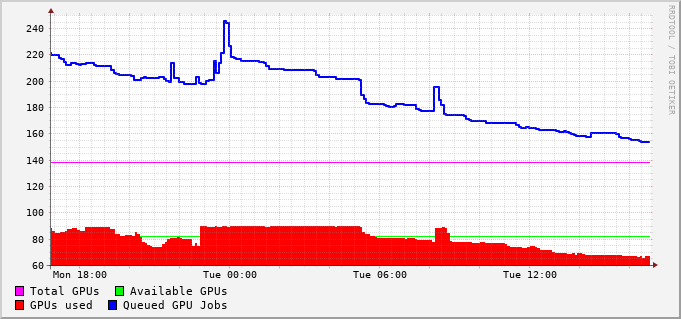 RRDTOOL / TOBI OETIKER
240
220
200
180
160
140
120
100
80
60
Mon 18:00 Tue 00:00 Tue 06:00 Tue 12:00
Total GPUs Available GPUs
GPUs used Queued GPU Jobs